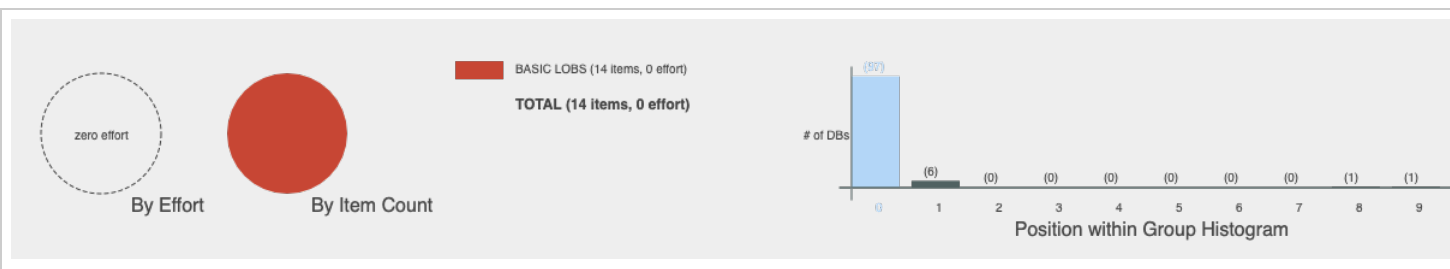 zero effort
By Effort
By Item Count
BASIC LOBS (14 items, 0 effort)
TOTAL (14 items, 0 effort)
# of DBs
(6)
(0)
(0)
(0)
(0)
(0)
(0)
(1)
(1)
1 2 3 4 5 6 7 8 9
Position within Group Histogram